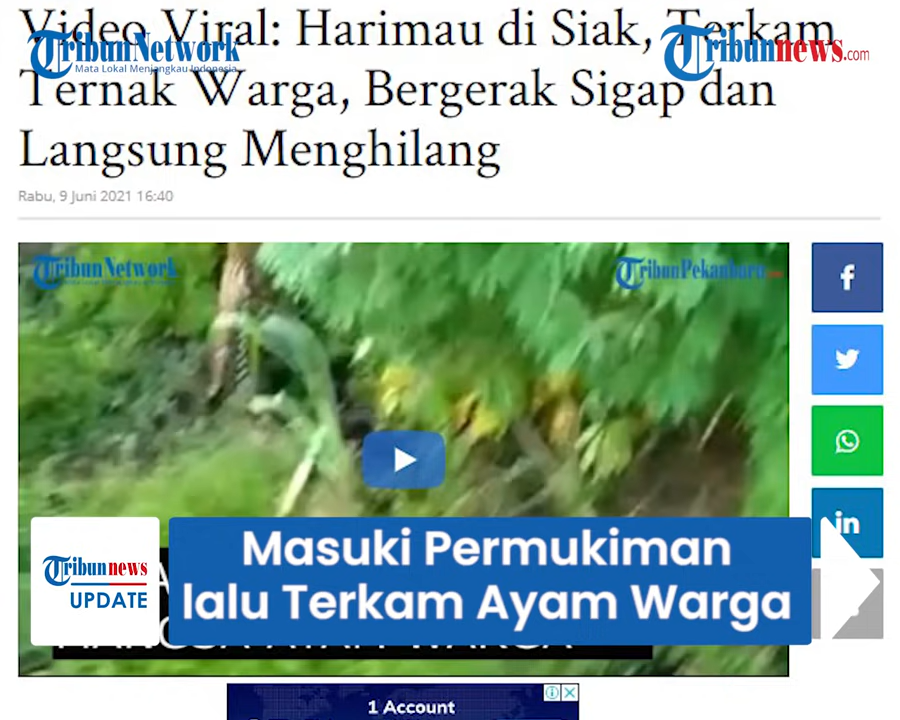 Video Viral: Harimau di Siak, Terkam
TribunNetwork
Mata Lokal Menjangkau Indonesia
Tribunnews.com
Ternak Warga, Bergerak Sigap dan
Langsung Menghilang
Rabu, 9 Juni 2021 16:40
TribunNetwork
TribunPekanbaru
f
in
Tribunnews
UPDATE
Masuki Permukiman
lalu Terkam Ayam Warga
1 Account